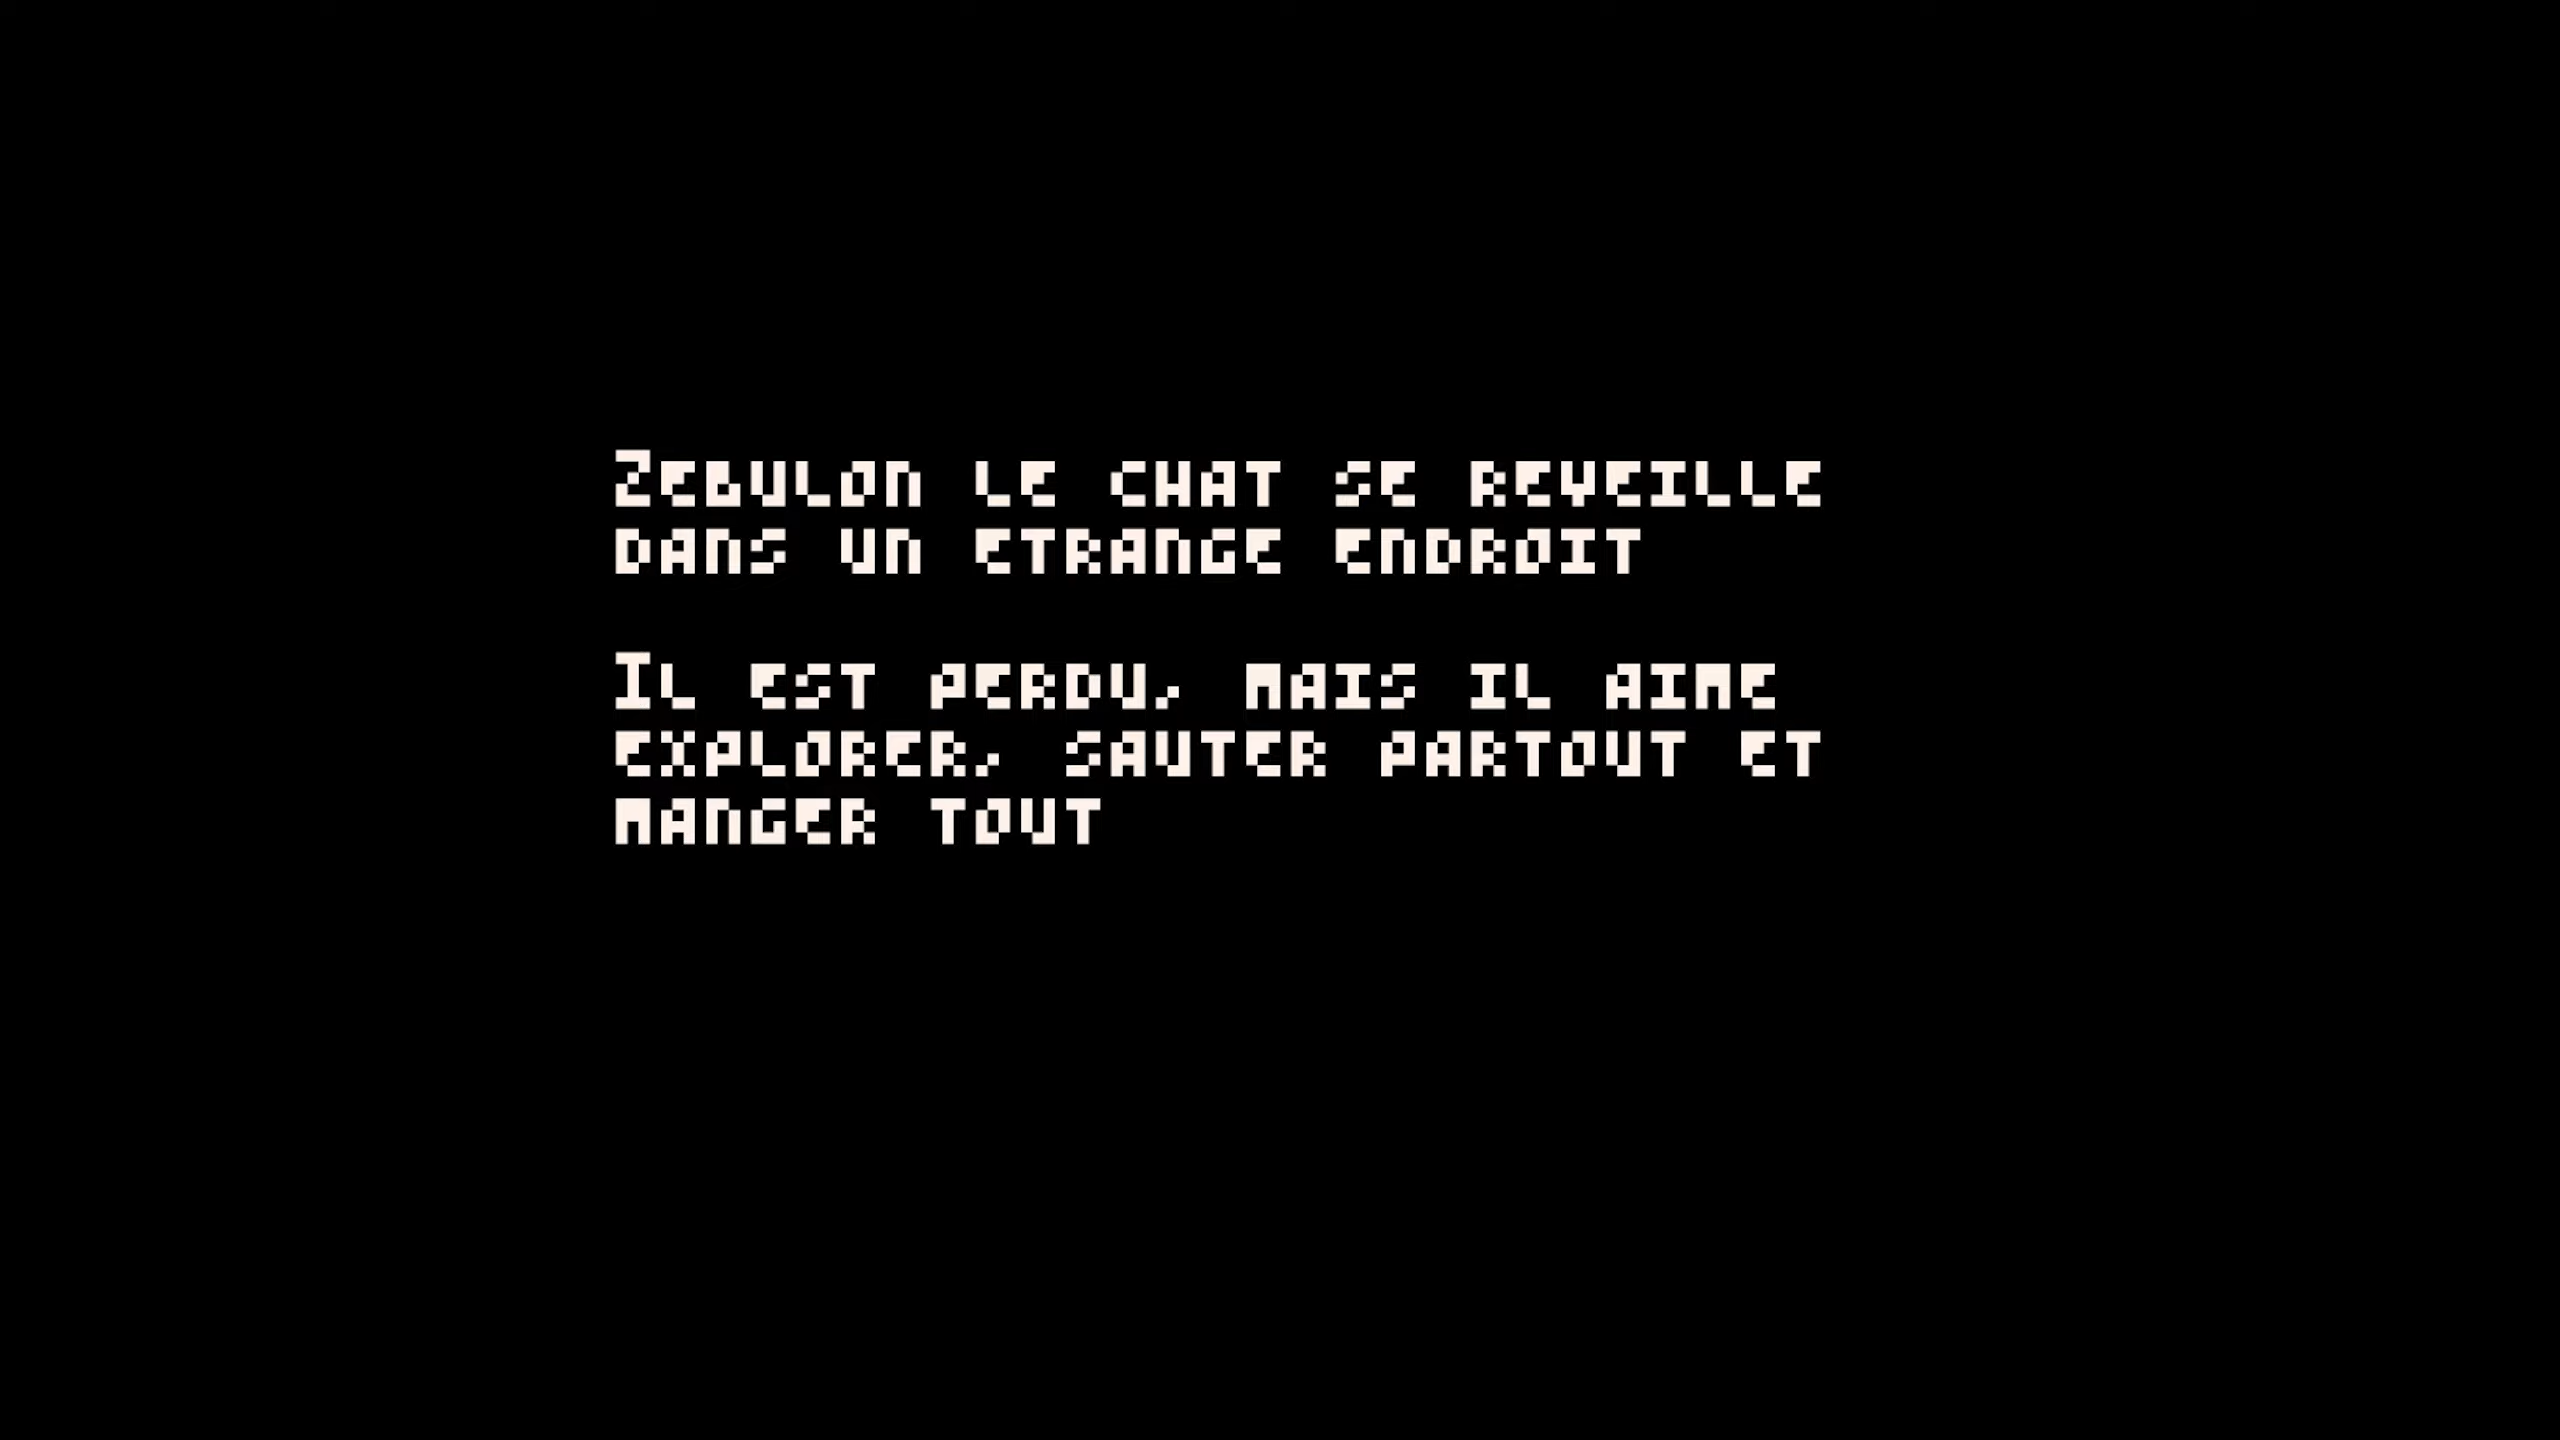 Zebulon le chat se reveille
dans un etrange endroit
Il est perdu, mais il aime
explorer, sauter partout et
manger tout